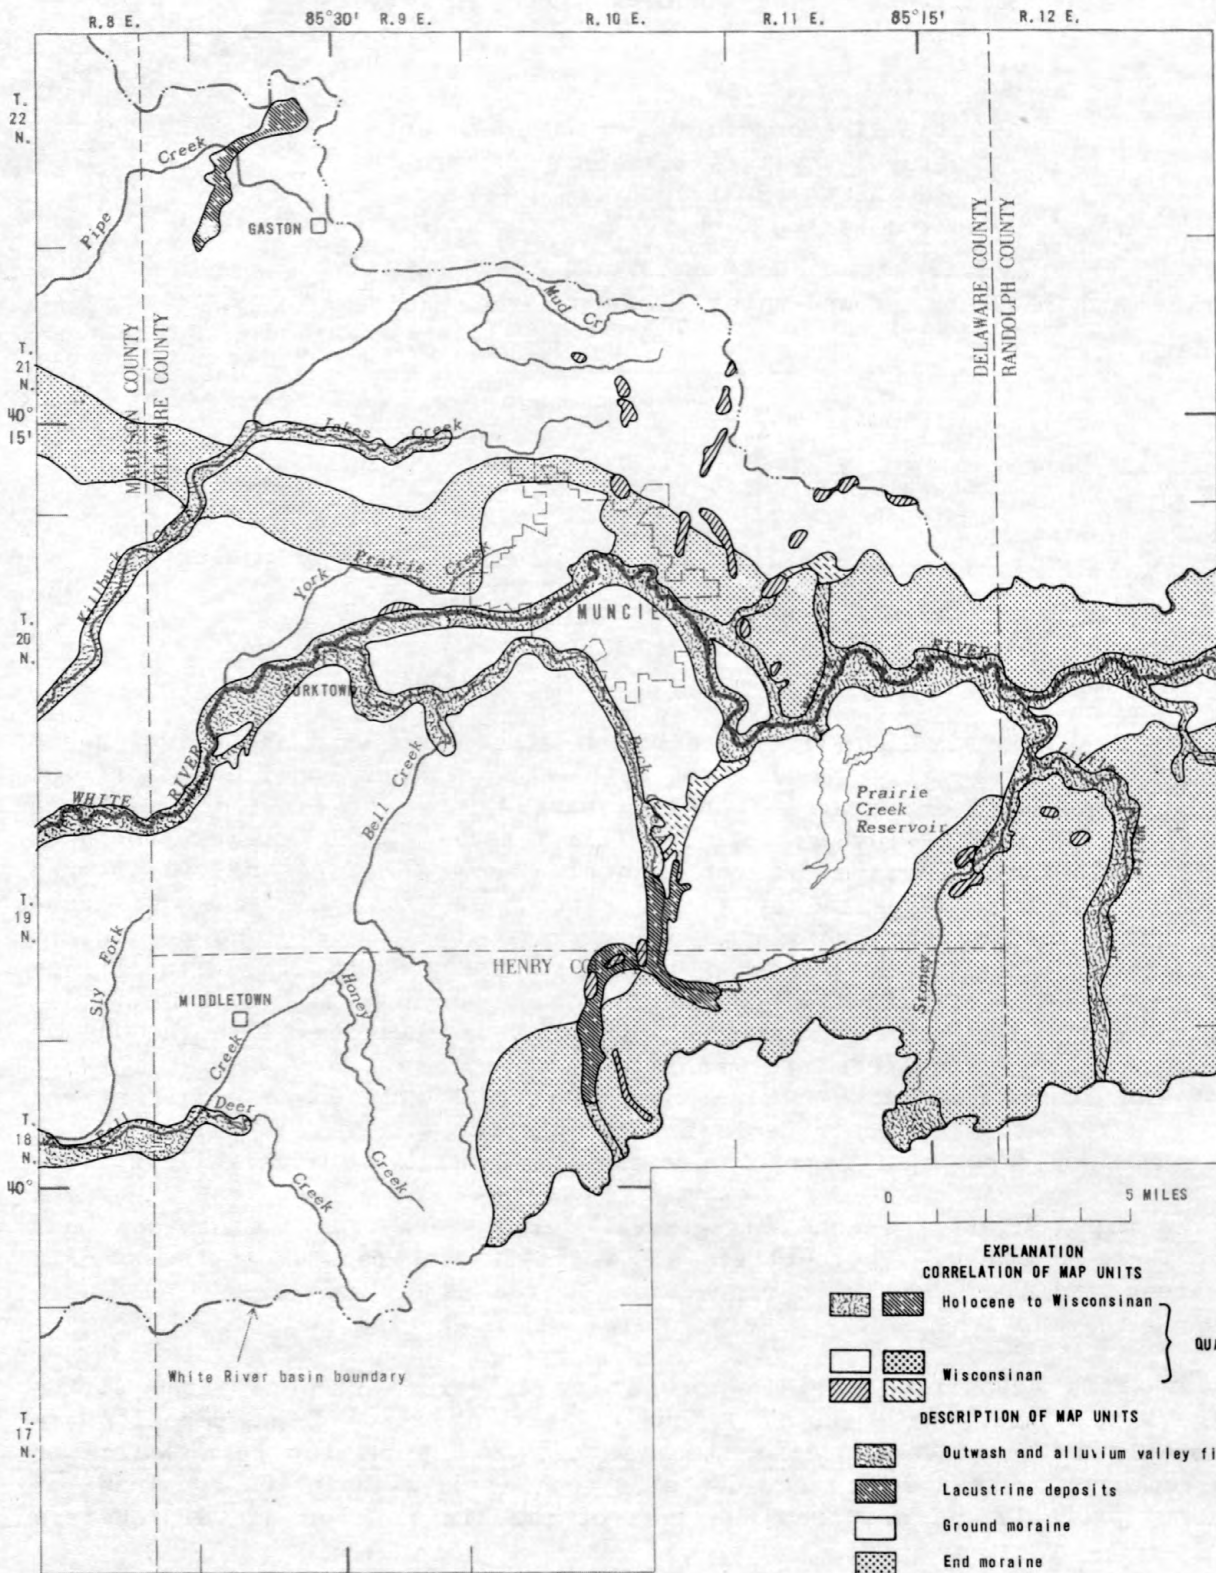 R. 8 E. 85°30' R. 9 E. R. 10 E. R. 11 E. 85°15' R. 12 E.
T.
22
N.
Pipe Creek
GASTON
Mud Cr
MADISON COUNTY
DELAWARE COUNTY
DELAWARE COUNTY
RANDOLPH COUNTY
T.
21
N.
40°
15'
Jakes Creek
Killbuck
York Prairie Creek
MUNCIE
T.
20
N.
YORKTOWN
RIVER
WHITE RIVER
Bell Creek
Buck
Prairie
Creek
Reservoir
T.
19
N.
Sly Fork
HENRY CO
Stoney
MIDDLETOWN
Honey
Creek
Deer
Creek
Creek
T.
18
N.
40°
White River basin boundary
T.
17
N.
0 5 MILES
EXPLANATION
CORRELATION OF MAP UNITS
Holocene to Wisconsinan
QUA
Wisconsinan
DESCRIPTION OF MAP UNITS
Outwash and alluvium valley fi
Lacustrine deposits
Ground moraine
End moraine